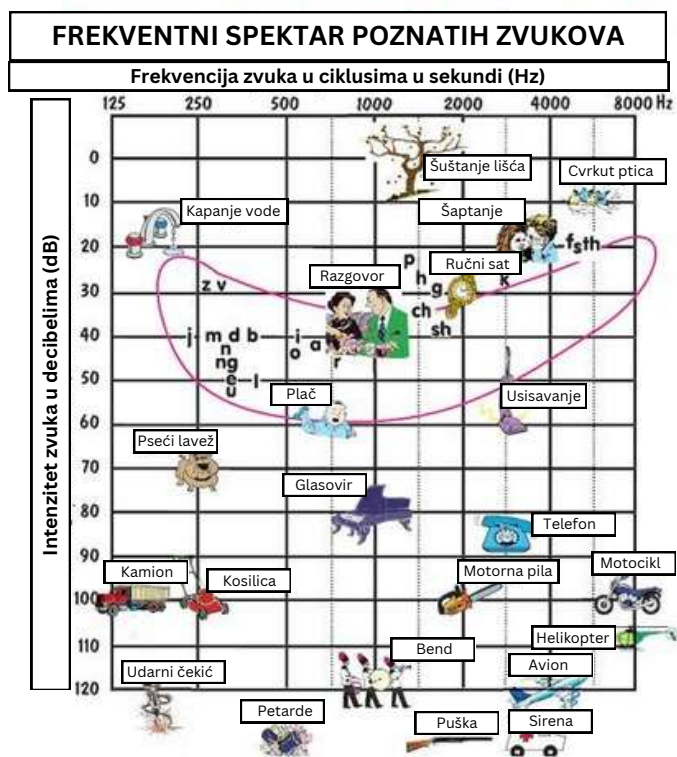 FREKVENTNI SPEKTAR POZNATIH ZVUKOVA
Frekvencija zvuka u ciklusima u sekundi (Hz)
125 250 500 1000 2000 4000 8000 Hz
Intenzitet zvuka u decibelima (dB)
0
Šuštanje lišća
Cvrkut ptica
10
Kapanje vode
Šaptanje
20
f s th
p
Ručni sat
Razgovor
h
k
z v
30
g
ch
sh
40
j m d b i
n
o a
ng
r
e l
50
u
Plač
Usisavanje
60
Pseći lavež
70
Glasovir
80
Telefon
90
Kamion
Kosilica
Motorna pila
Motocikl
100
Helikopter
110
Bend
Avion
Udarni čekić
120
Petarde
Puška
Sirena